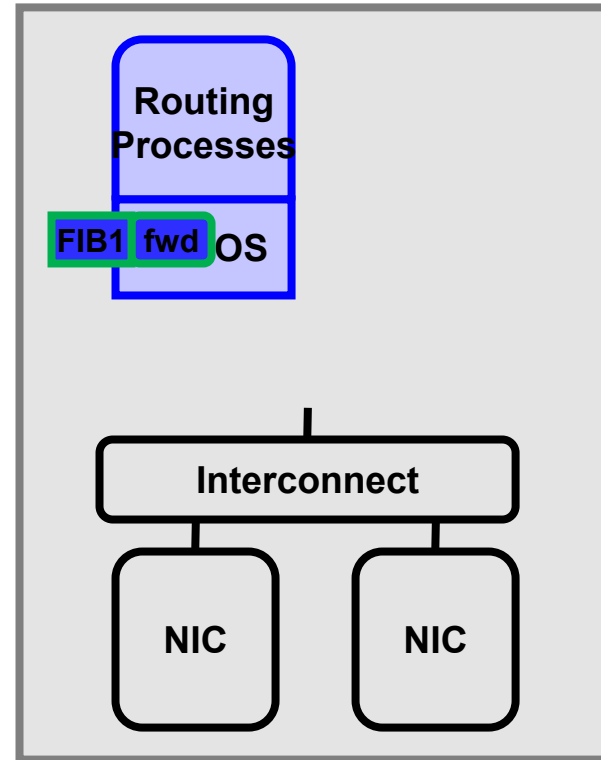 Routing
Processes
FIB1 fwd OS
Interconnect
NIC NIC